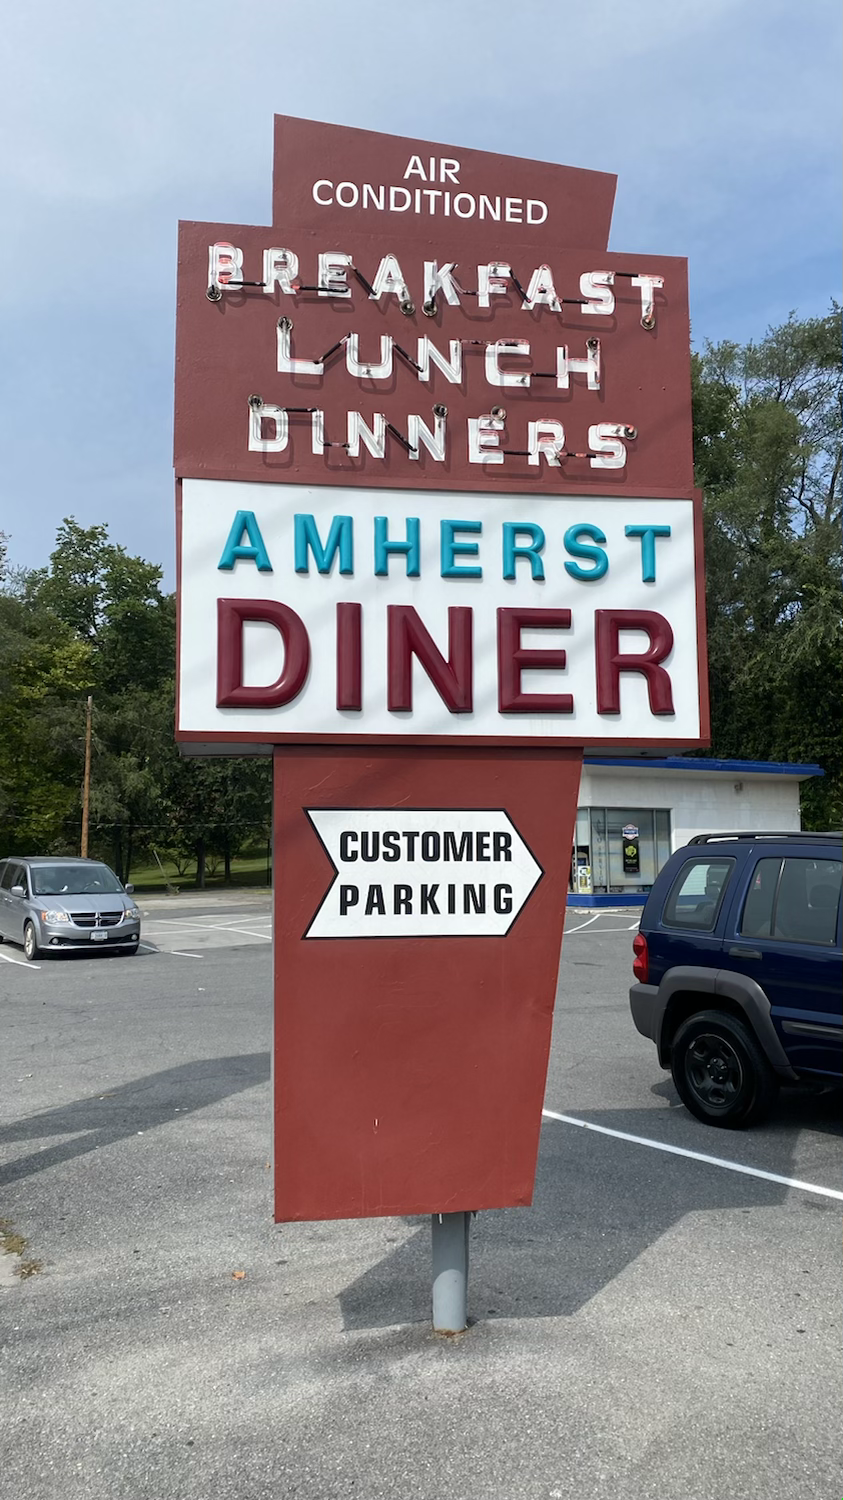 AIR
CONDITIONED
BREAKFAST
LUNCH
DINNERS
AMHERST
DINER
CUSTOMER
PARKING